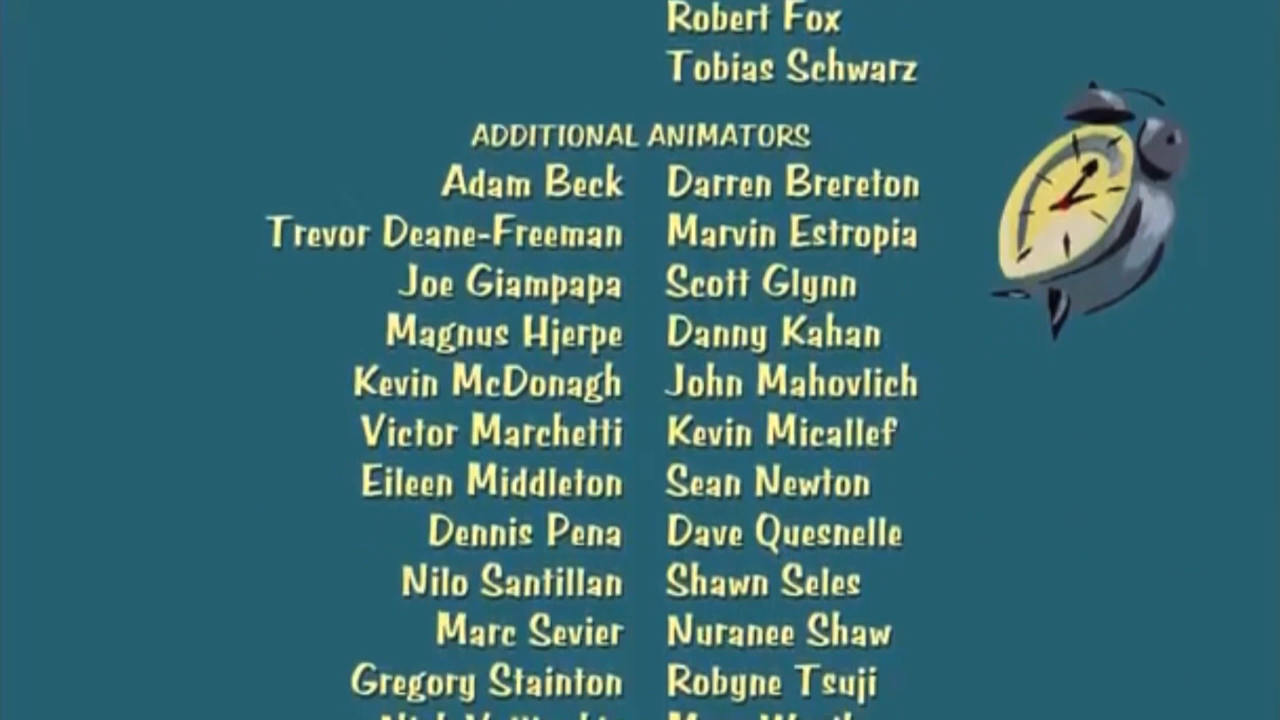 Robert Fox
Tobias Schwarz
ADDITIONAL ANIMATORS
Adam Beck Darren Brereton
Trevor Deane-Freeman Marvin Estropia
Joe Giampapa Scott Glynn
Magnus Hjerpe Danny Kahan
Kevin McDonagh John Mahovlich
Victor Marchetti Kevin Micallef
Eileen Middleton Sean Newton
Dennis Pena Dave Quesnelle
Nilo Santillan Shawn Seles
Marc Sevier Nuranee Shaw
Gregory Stainton Robyne Tsuji